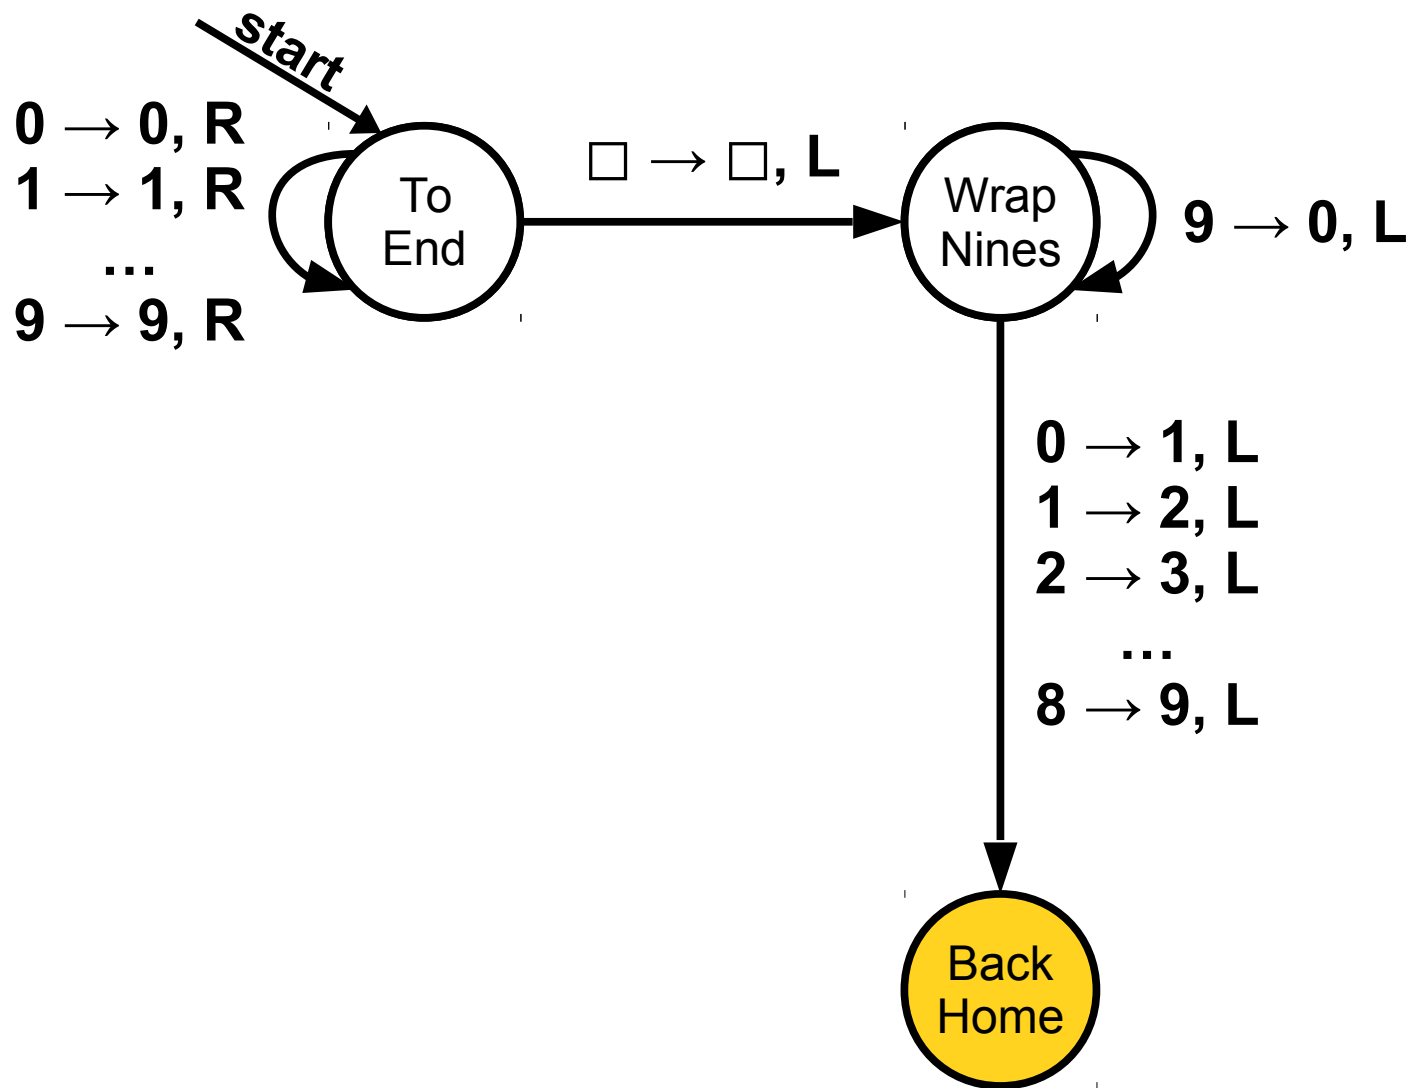 start
0 → 0, R
1 → 1, R
…
9 → 9, R
To
End
□ → □, L
Wrap
Nines
9 → 0, L
0 → 1, L
1 → 2, L
2 → 3, L
…
8 → 9, L
Back
Home